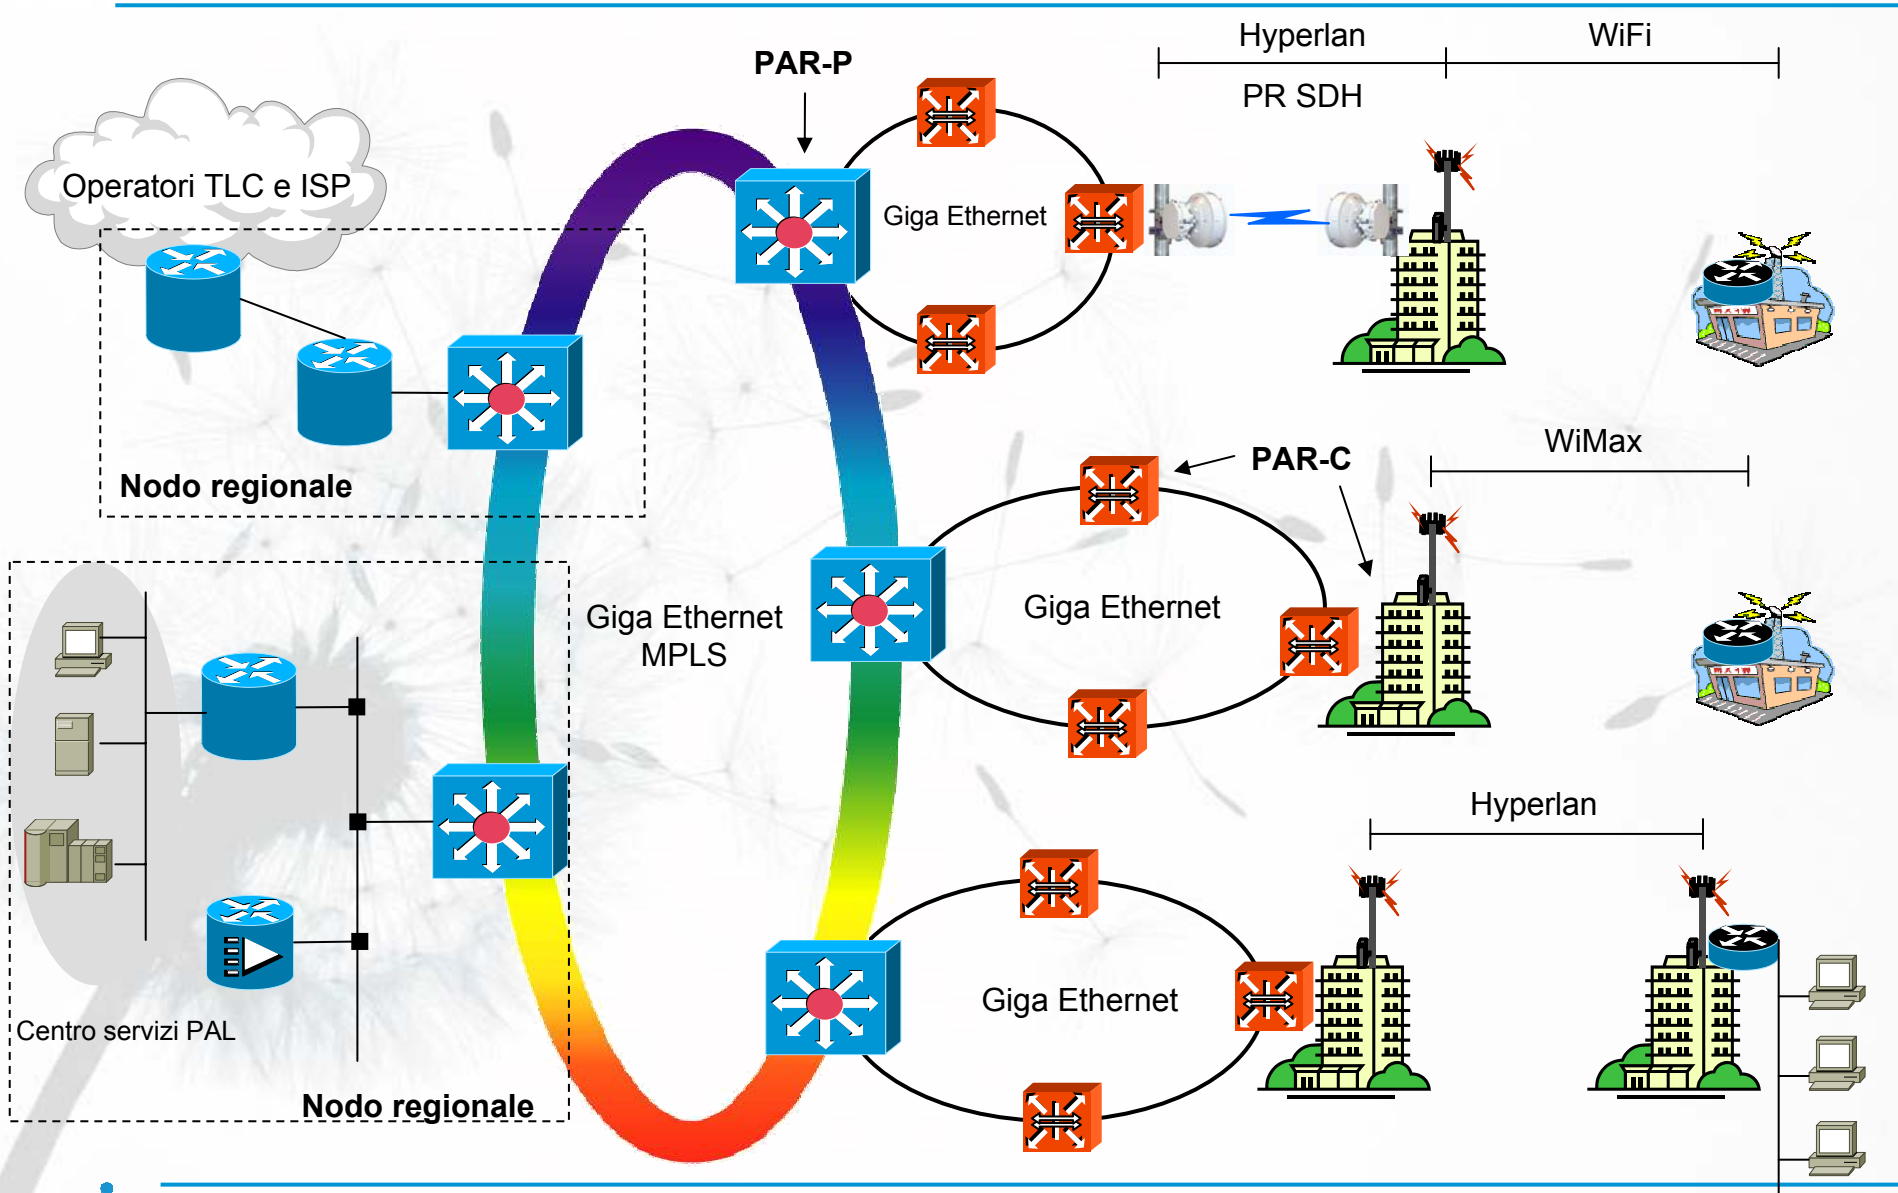 Hyperlan
WiFi
PAR-P
PR SDH
Operatori TLC e ISP
Giga Ethernet
Nodo regionale
WiMax
PAR-C
Giga Ethernet
MPLS
Giga Ethernet
Hyperlan
Giga Ethernet
Centro servizi PAL
Nodo regionale